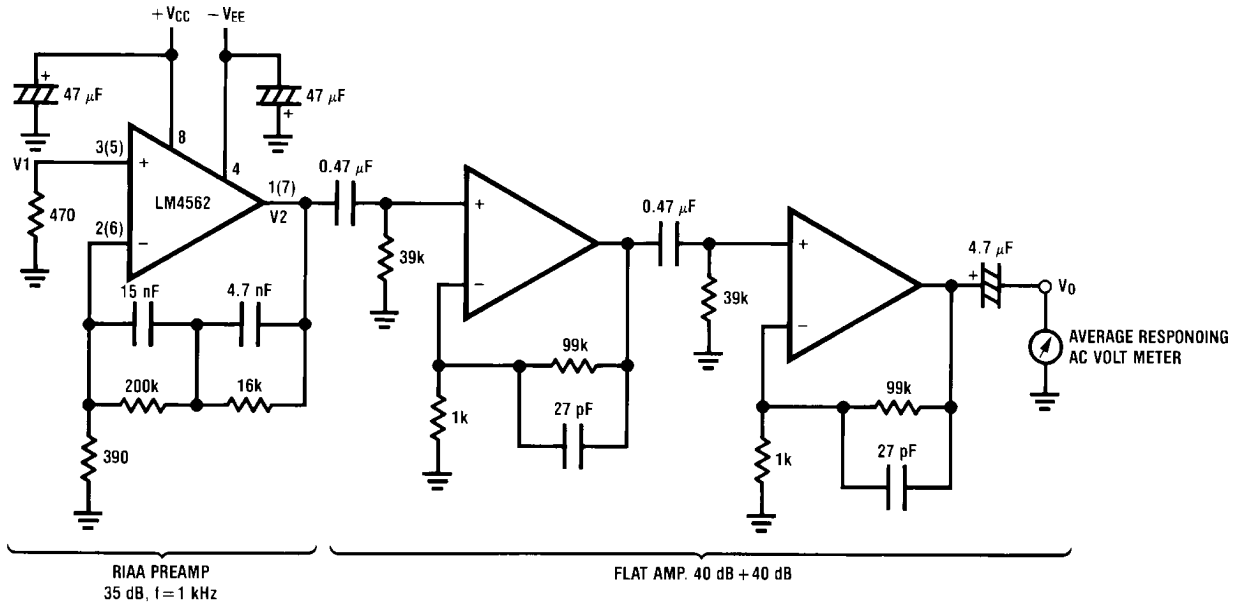 +VCC
−VEE
+
47 µF
47 µF
+
8
3(5)
V1
+
4
0.47 µF
LM4562
1(7)
V2
470
2(6)
−
+
0.47 µF
39k
4.7 µF
+
+
V0
15 nF
4.7 nF
−
39k
AVERAGE RESPONDING
AC VOLT METER
−
99k
200k
16k
1k
27 pF
99k
390
1k
27 pF
RIAA PREAMP
35 dB, f = 1 kHz
FLAT AMP. 40 dB + 40 dB